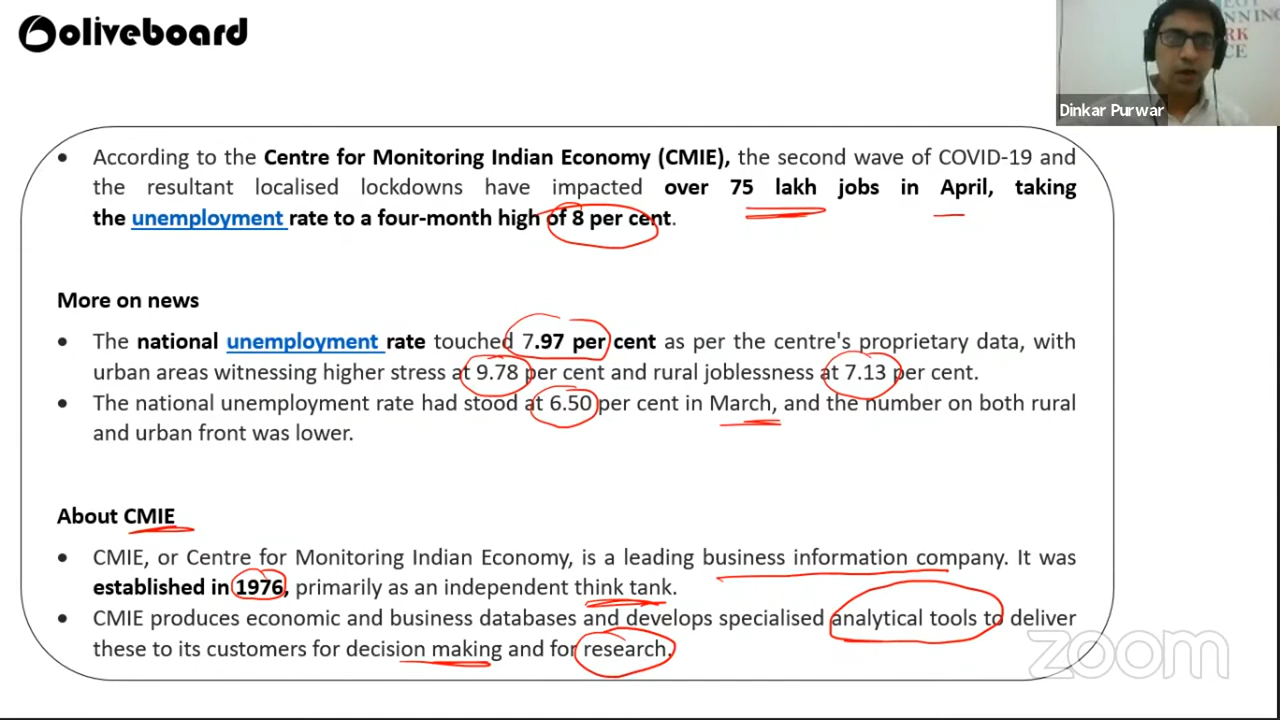 oliveboard
NNING
RK
CE
Dinkar Purwar
• According to the Centre for Monitoring Indian Economy (CMIE), the second wave of COVID-19 and
the resultant localised lockdowns have impacted over 75 lakh jobs in April, taking
the unemployment rate to a four-month high of 8 per cent.
More on news
• The national unemployment rate touched 7.97 per cent as per the centre's proprietary data, with
urban areas witnessing higher stress at 9.78 per cent and rural joblessness at 7.13 per cent.
• The national unemployment rate had stood at 6.50 per cent in March, and the number on both rural
and urban front was lower.
About CMIE
• CMIE, or Centre for Monitoring Indian Economy, is a leading business information company. It was
established in 1976, primarily as an independent think tank.
• CMIE produces economic and business databases and develops specialised analytical tools to deliver
these to its customers for decision making and for research.
zoom